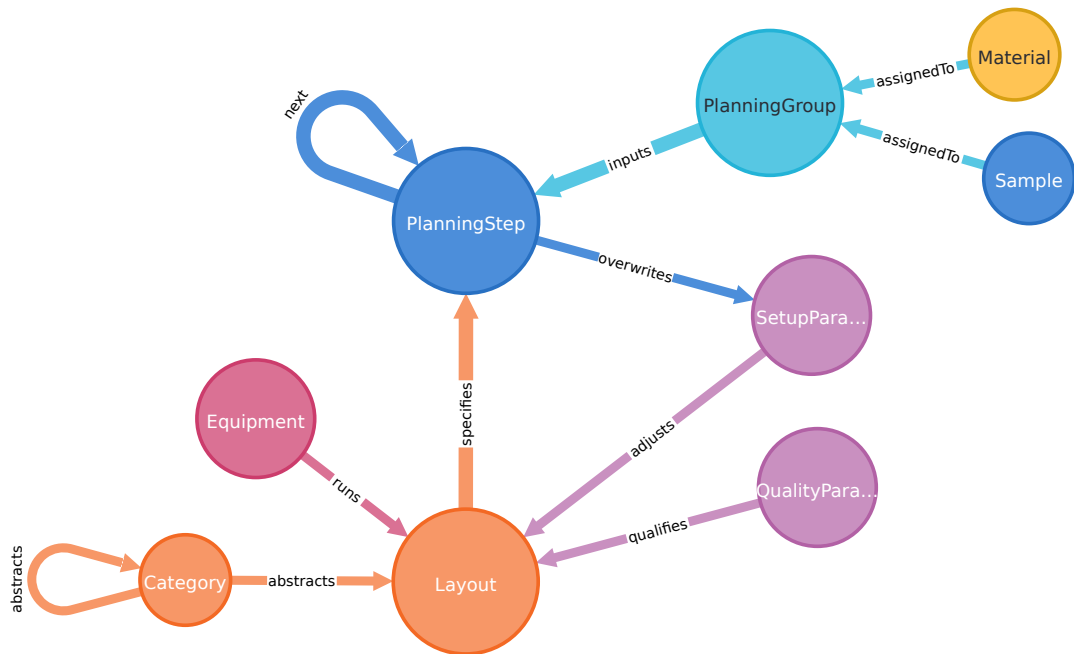 Material
assignedTo
PlanningGroup
next
assignedTo
inputs
Sample
PlanningStep
overwrites
SetupPara...
specifies
Equipment
adjusts
runs
QualityPara...
qualifies
abstracts
Category
abstracts
Layout